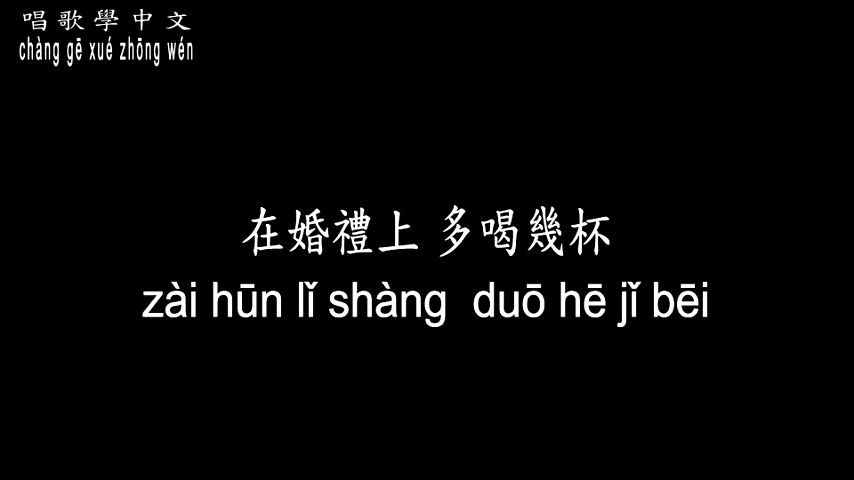 唱歌學中文
chàng gē xué zhōng wén
在婚禮上 多喝幾杯
zài hūn lǐ shàng duō hē jǐ bēi